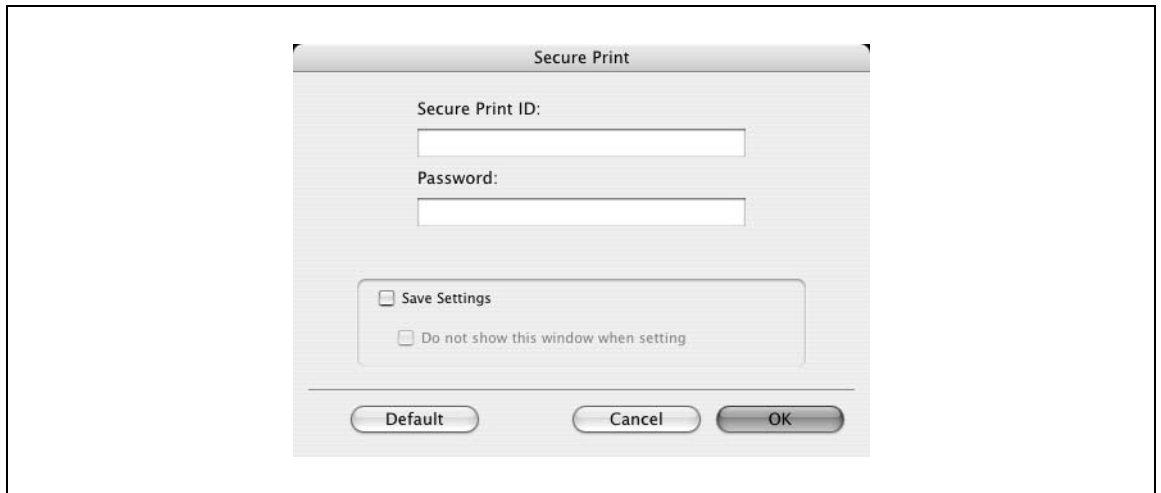 Secure Print
Secure Print ID:
Password:
Save Settings
Do not show this window when setting
Default Cancel OK